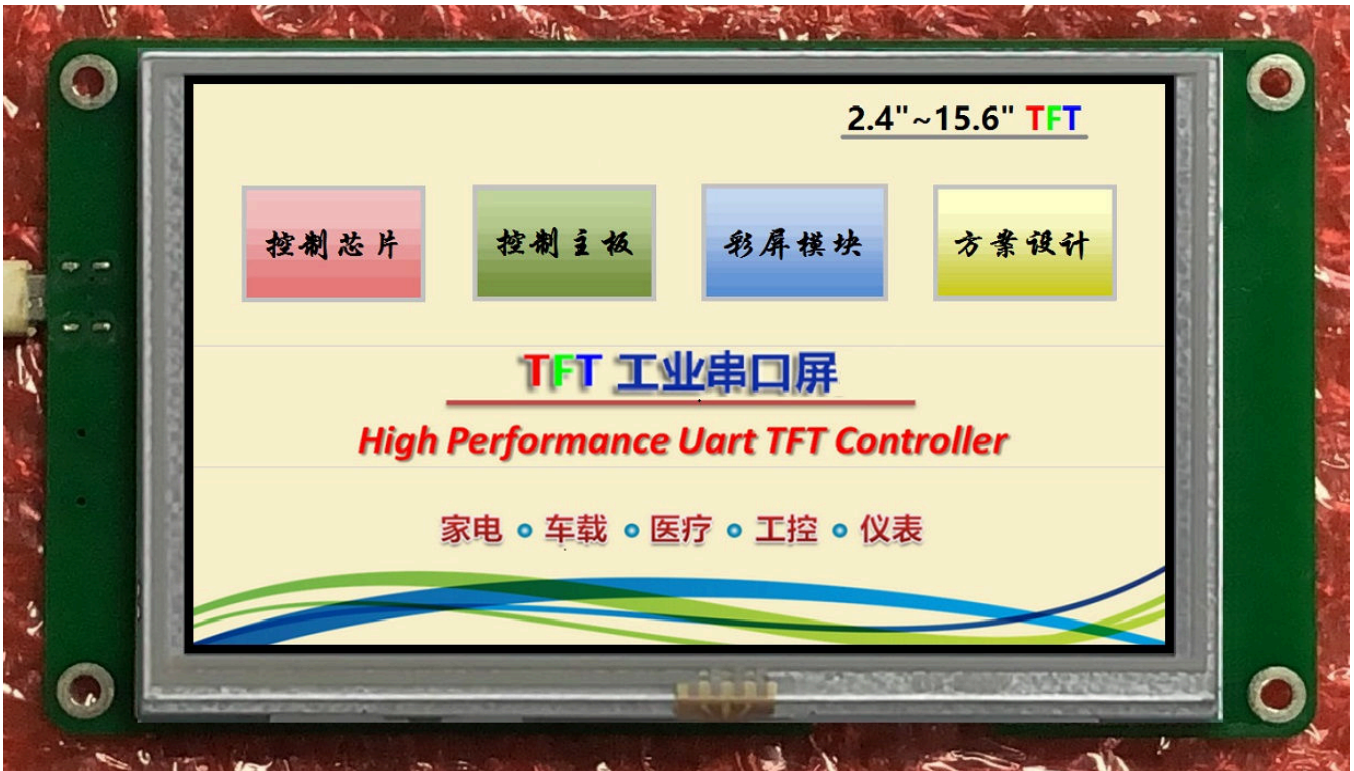 2.4"~15.6" TFT
控制芯片 控制主板 彩屏模块 方案设计
TFT 工业串口屏
High Performance Uart TFT Controller
家电 • 车载 • 医疗 • 工控 • 仪表